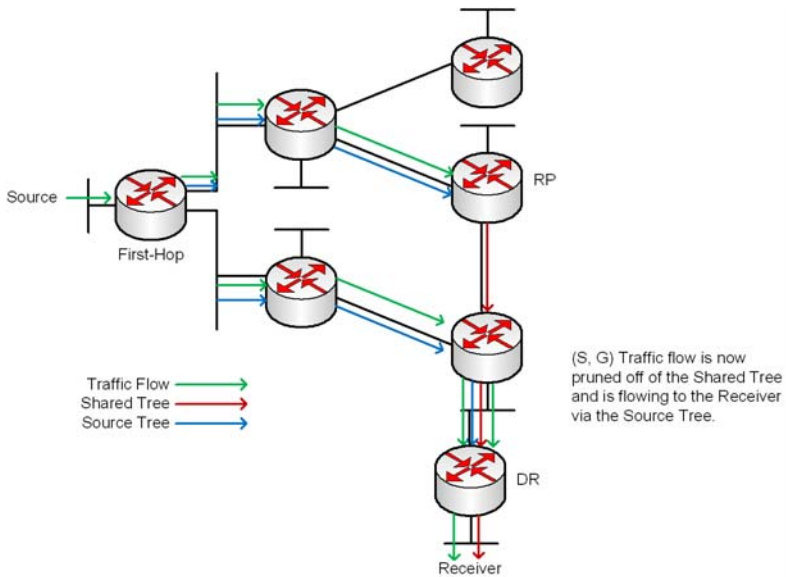 RP
Source
First-Hop
(S, G) Traffic flow is now
pruned off of the Shared Tree
and is flowing to the Receiver
via the Source Tree.
Traffic Flow
Shared Tree
Source Tree
DR
Receiver